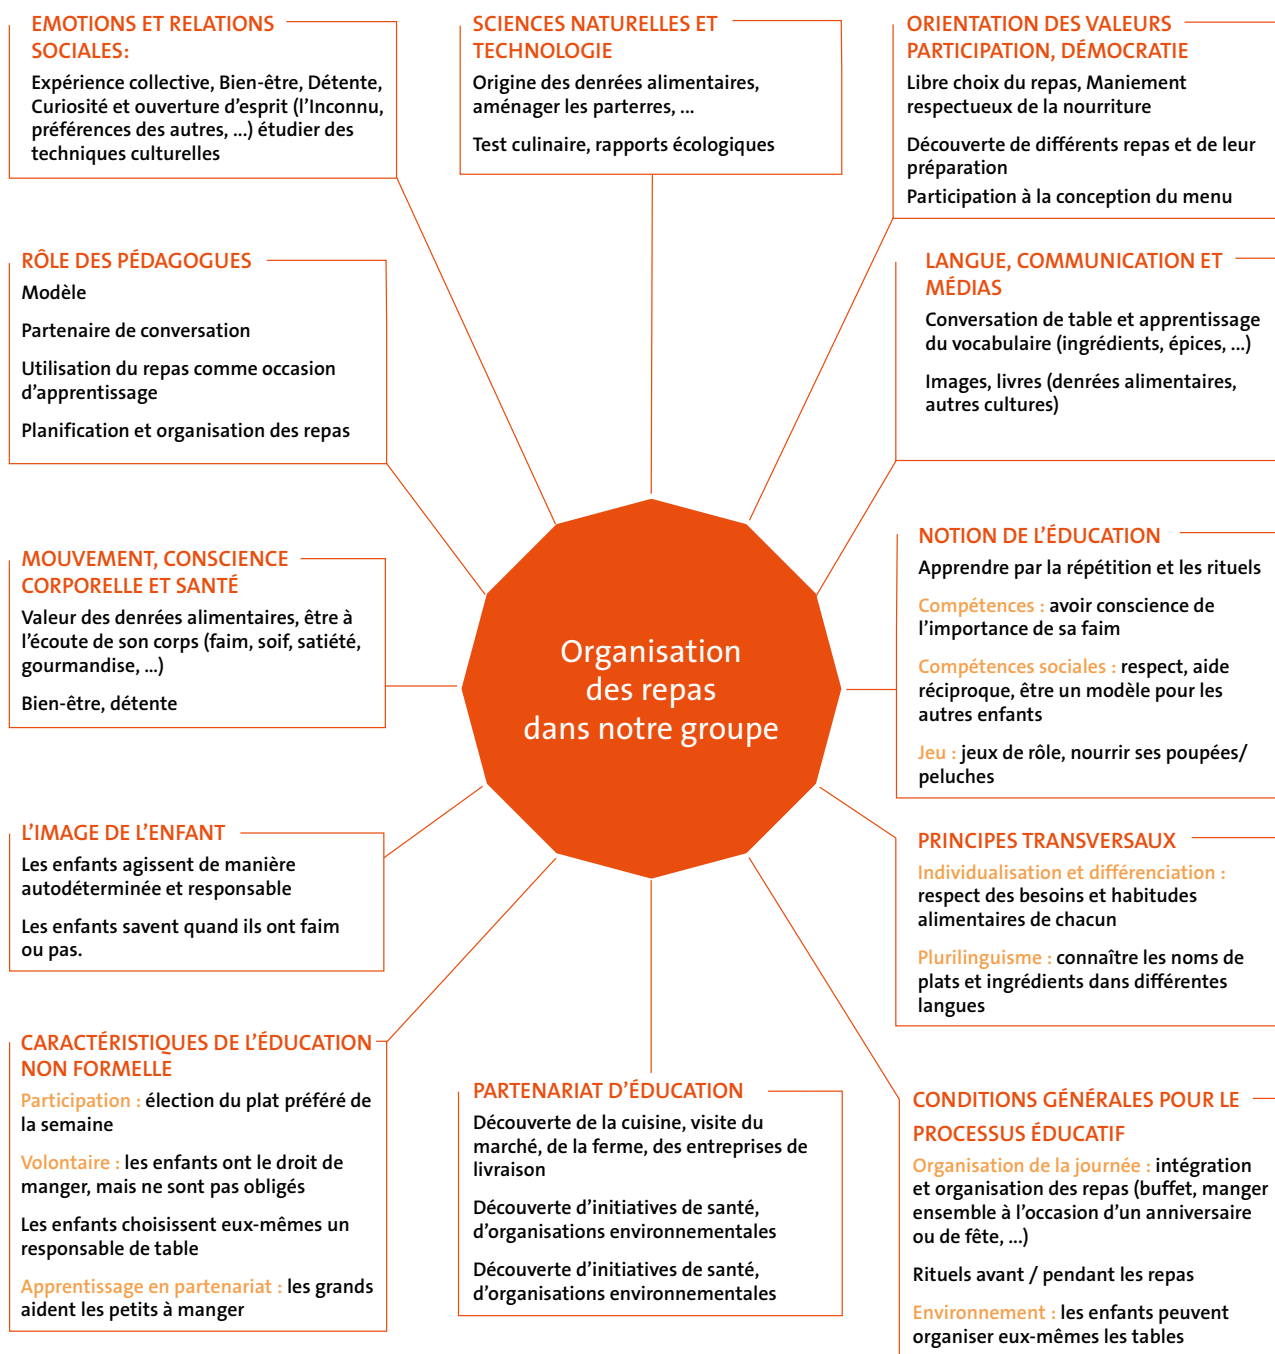 EMOTIONS ET RELATIONS
SOCIALES:
Expérience collective, Bien-être, Détente,
Curiosité et ouverture d’esprit (l’Inconnu,
préférences des autres, ...) étudier des
techniques culturelles
SCIENCES NATURELLES ET
TECHNOLOGIE
Origine des denrées alimentaires,
aménager les parterres, ...
Test culinaire, rapports écologiques
ORIENTATION DES VALEURS
PARTICIPATION, DÉMOCRATIE
Libre choix du repas, Maniement
respectueux de la nourriture
Découverte de différents repas et de leur
préparation
Participation à la conception du menu
RÔLE DES PÉDAGOGUES
Modèle
Partenaire de conversation
Utilisation du repas comme occasion
d’apprentissage
Planification et organisation des repas
LANGUE, COMMUNICATION ET
MÉDIAS
Conversation de table et apprentissage
du vocabulaire (ingrédients, épices, ...)
Images, livres (denrées alimentaires,
autres cultures)
MOUVEMENT, CONSCIENCE
CORPORELLE ET SANTÉ
Valeur des denrées alimentaires, être à
l’écoute de son corps (faim, soif, satiété,
gourmandise, ...)
Bien-être, détente
Organisation
des repas
dans notre groupe
NOTION DE L’ÉDUCATION
Apprendre par la répétition et les rituels
Compétences : avoir conscience de
l’importance de sa faim
Compétences sociales : respect, aide
réciproque, être un modèle pour les
autres enfants
Jeu : jeux de rôle, nourrir ses poupées/
peluches
L’IMAGE DE L’ENFANT
Les enfants agissent de manière
autodéterminée et responsable
Les enfants savent quand ils ont faim
ou pas.
PRINCIPES TRANSVERSAUX
Individualisation et différenciation :
respect des besoins et habitudes
alimentaires de chacun
Plurilinguisme : connaître les noms de
plats et ingrédients dans différentes
langues
CARACTÉRISTIQUES DE L’ÉDUCATION
NON FORMELLE
Participation : élection du plat préféré de
la semaine
Volontaire : les enfants ont le droit de
manger, mais ne sont pas obligés
Les enfants choisissent eux-mêmes un
responsable de table
Apprentissage en partenariat : les grands
aident les petits à manger
PARTENARIAT D’ÉDUCATION
Découverte de la cuisine, visite du
marché, de la ferme, des entreprises de
livraison
Découverte d’initiatives de santé,
d’organisations environnementales
Découverte d’initiatives de santé,
d’organisations environnementales
CONDITIONS GÉNÉRALES POUR LE
PROCESSUS ÉDUCATIF
Organisation de la journée : intégration
et organisation des repas (buffet, manger
ensemble à l’occasion d’un anniversaire
ou de fête, ...)
Rituels avant / pendant les repas
Environnement : les enfants peuvent
organiser eux-mêmes les tables